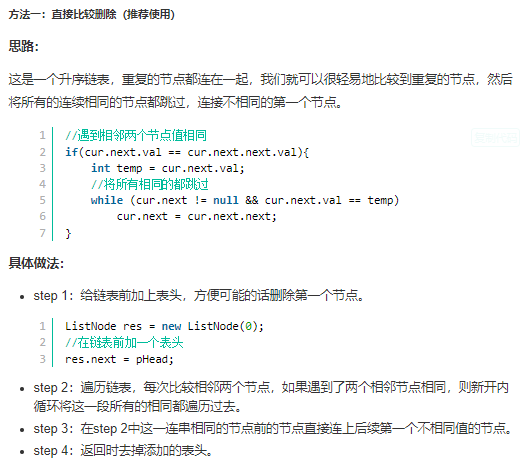 方法一：直接比较删除（推荐使用）
思路：
这是一个升序链表，重复的节点都连在一起，我们就可以很轻易地比较到重复的节点，然后
将所有的连续相同的节点都跳过，连接不相同的第一个节点。
1 //遇到相邻两个节点值相同
2 if(cur.next.val == cur.next.next.val){
3     int temp = cur.next.val;
4     //将所有相同的都跳过
5     while (cur.next != null && cur.next.val == temp)
6         cur.next = cur.next.next;
7 }
具体做法：
• step 1：给链表前加上表头，方便可能的话删除第一个节点。
1 ListNode res = new ListNode(0);
2 //在链表前加一个表头
3 res.next = pHead;
• step 2：遍历链表，每次比较相邻两个节点，如果遇到了两个相邻节点相同，则新开内
循环将这一段所有的相同都遍历过去。
• step 3：在step 2中这一连串相同的节点前的节点直接连上后续第一个不相同值的节点。
• step 4：返回时去掉添加的表头。